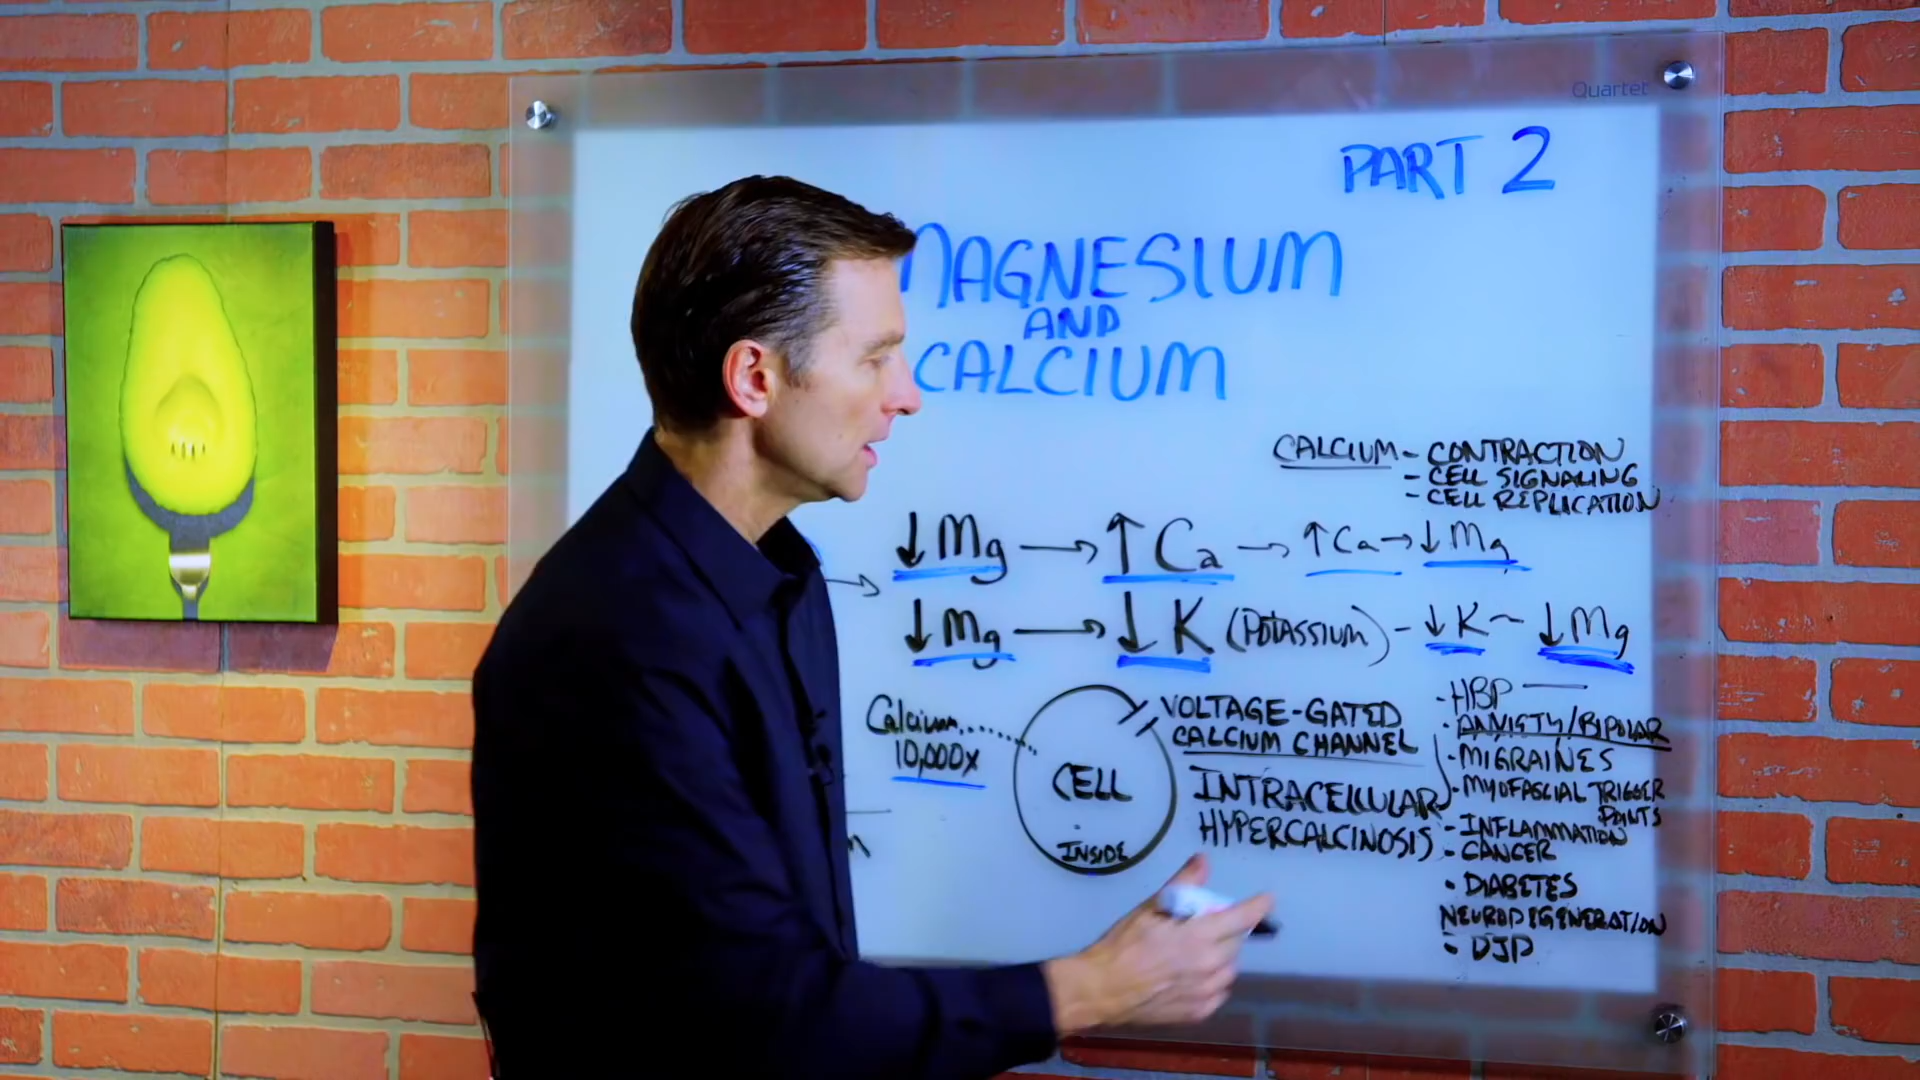 Quartet
PART 2
MAGNESIUM
AND
CALCIUM
CALCIUM - CONTRACTION
- CELL SIGNALING
- CELL REPLICATION
↓Mg → ↑Ca → ↑Ca → ↓Mg
↓Mg → ↓K (POTASSIUM) - ↓K ~ ↓Mg
Calcium
10,000x
CELL
INSIDE
VOLTAGE-GATED
CALCIUM CHANNEL
INTRACELLULAR
HYPERCALCINOSIS
- HBP
- ANXIETY/BIPOLAR
- MIGRAINES
- MYOFASCIAL TRIGGER
POINTS
- INFLAMMATION
- CANCER
• DIABETES
NEURODEGENERATION
• DJD